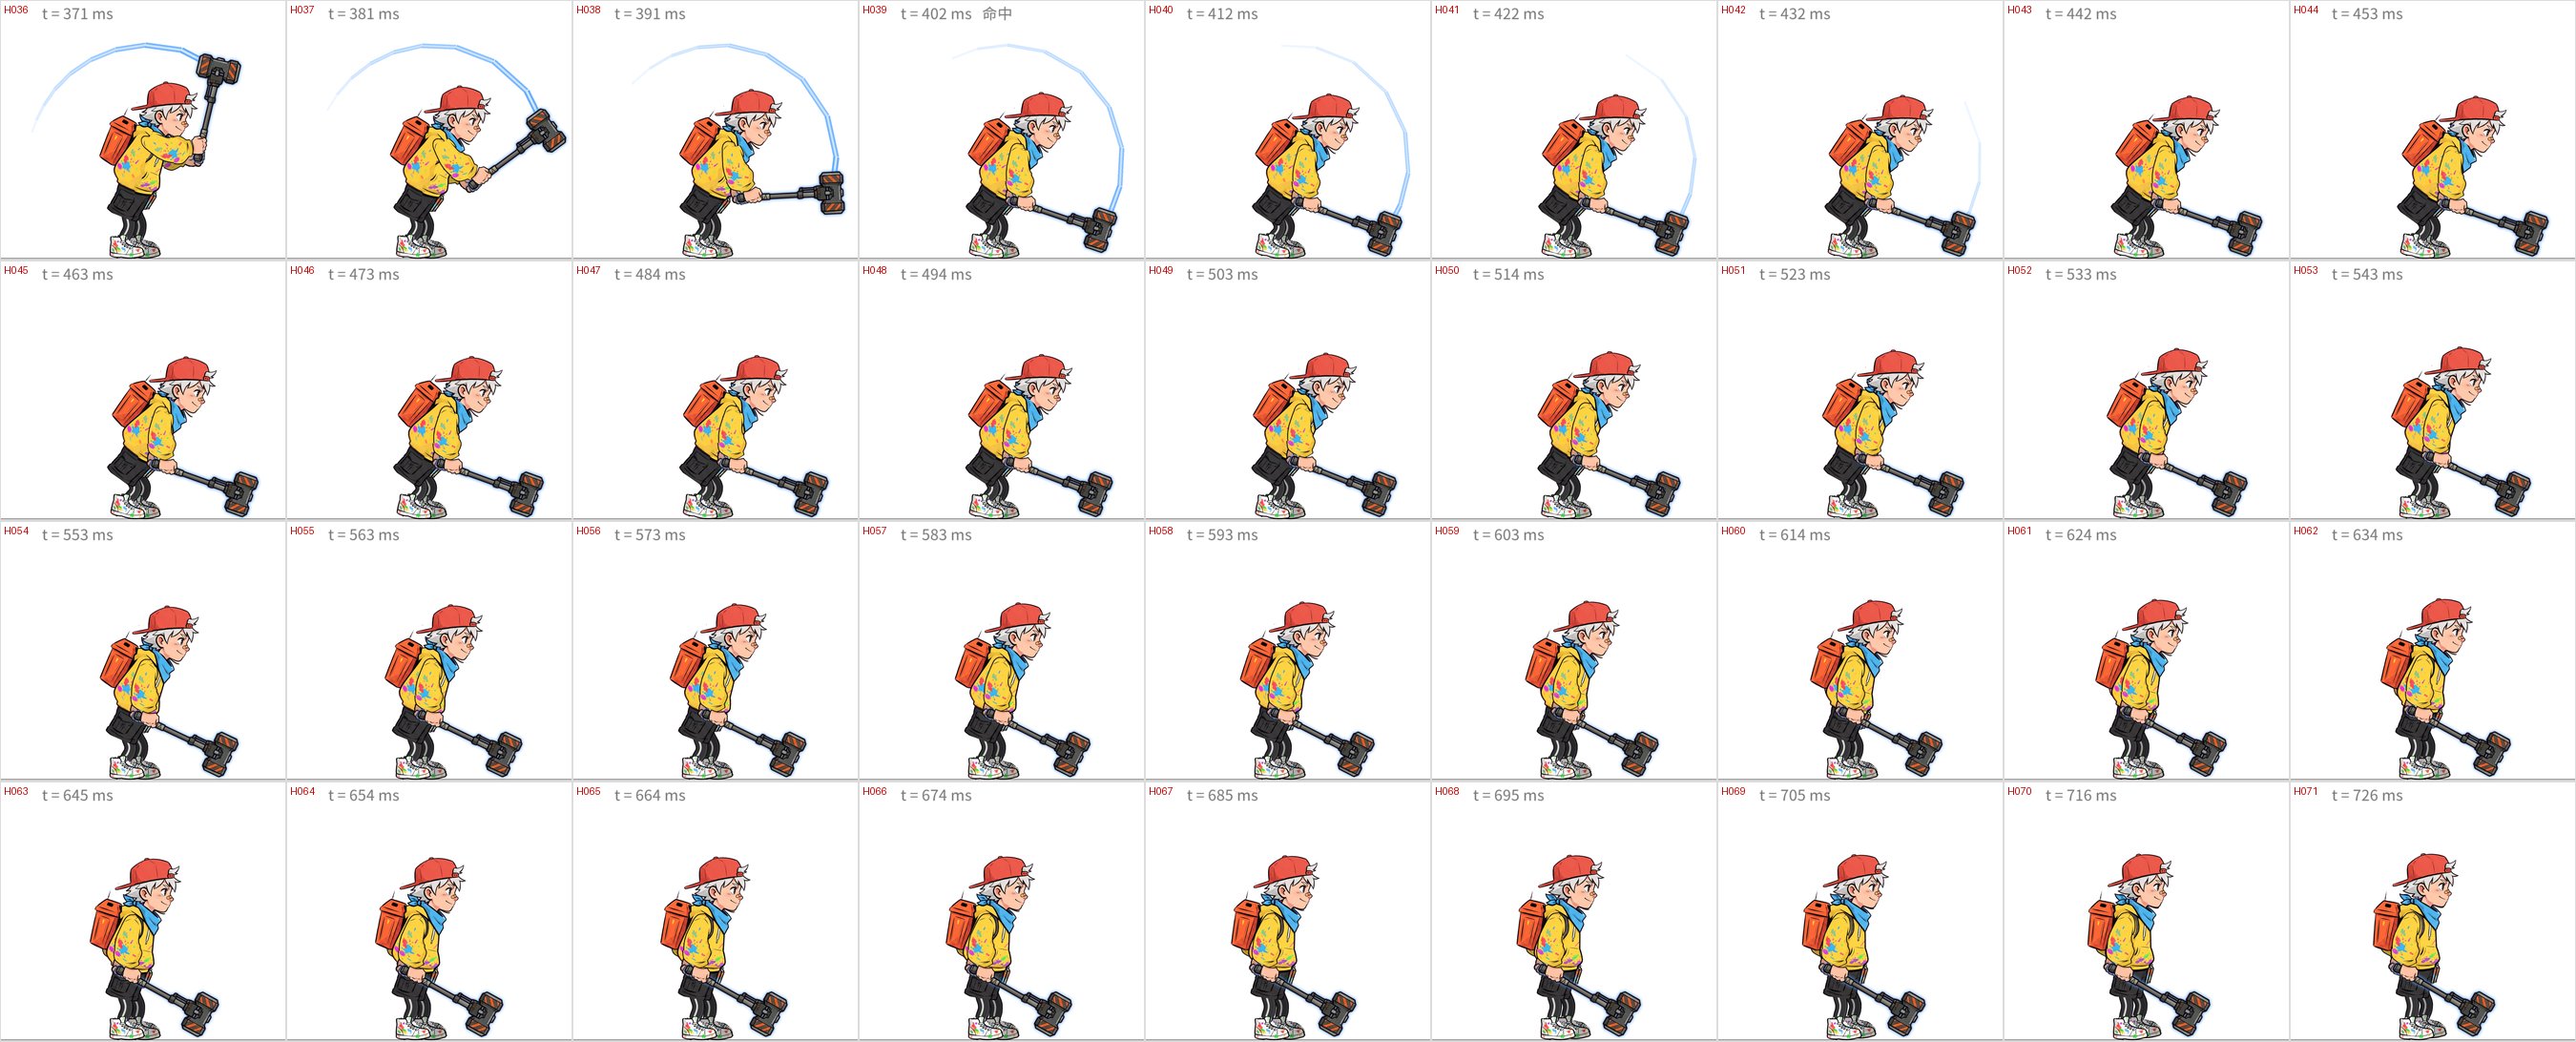 H036 t = 371 ms
H037 t = 381 ms
H038 t = 391 ms
H039 t = 402 ms 命中
H040 t = 412 ms
H041 t = 422 ms
H042 t = 432 ms
H043 t = 442 ms
H044 t = 453 ms
H045 t = 463 ms
H046 t = 473 ms
H047 t = 484 ms
H048 t = 494 ms
H049 t = 503 ms
H050 t = 514 ms
H051 t = 523 ms
H052 t = 533 ms
H053 t = 543 ms
H054 t = 553 ms
H055 t = 563 ms
H056 t = 573 ms
H057 t = 583 ms
H058 t = 593 ms
H059 t = 603 ms
H060 t = 614 ms
H061 t = 624 ms
H062 t = 634 ms
H063 t = 645 ms
H064 t = 654 ms
H065 t = 664 ms
H066 t = 674 ms
H067 t = 685 ms
H068 t = 695 ms
H069 t = 705 ms
H070 t = 716 ms
H071 t = 726 ms